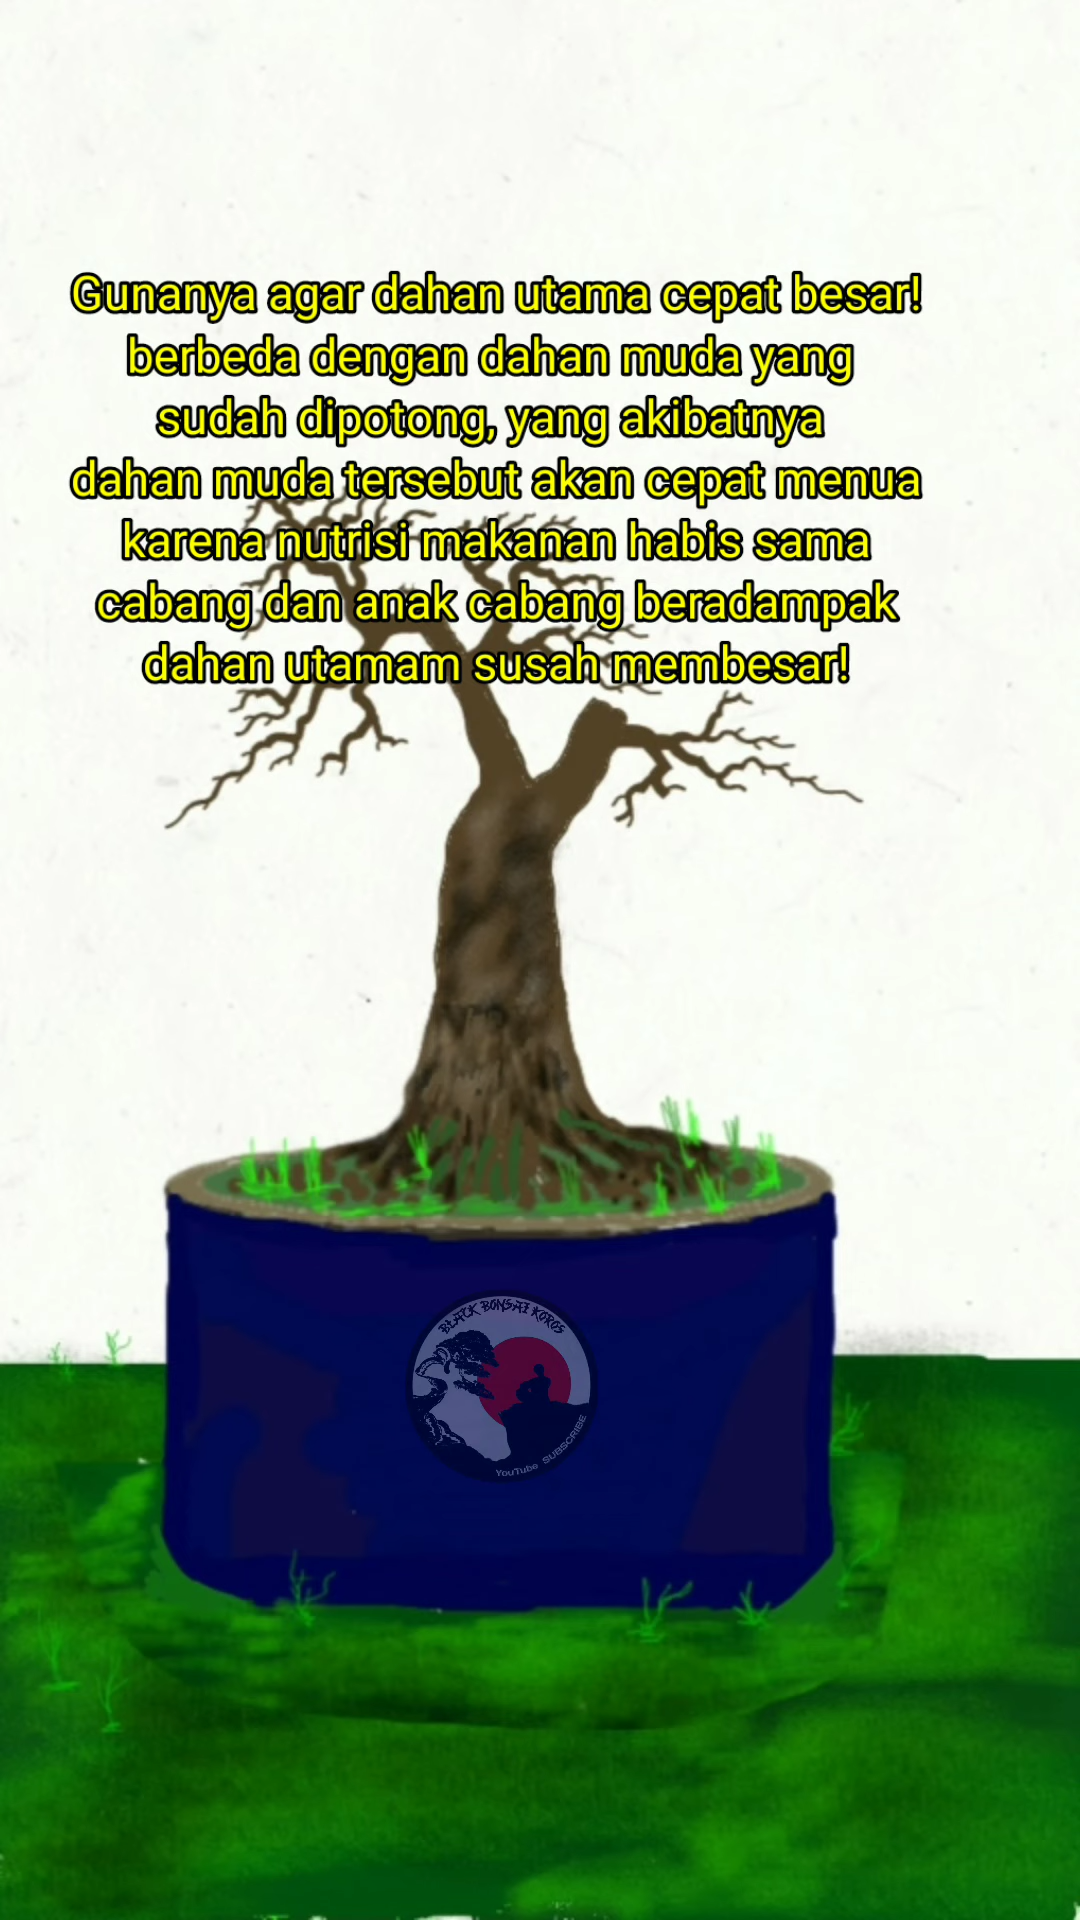 Gunanya agar dahan utama cepat besar!
berbeda dengan dahan muda yang
sudah dipotong, yang akibatnya
dahan muda tersebut akan cepat menua
karena nutrisi makanan habis sama
cabang dan anak cabang beradampak
dahan utamam susah membesar!
BLACK BONSAI KOROS
YouTube SUBSCRIBE